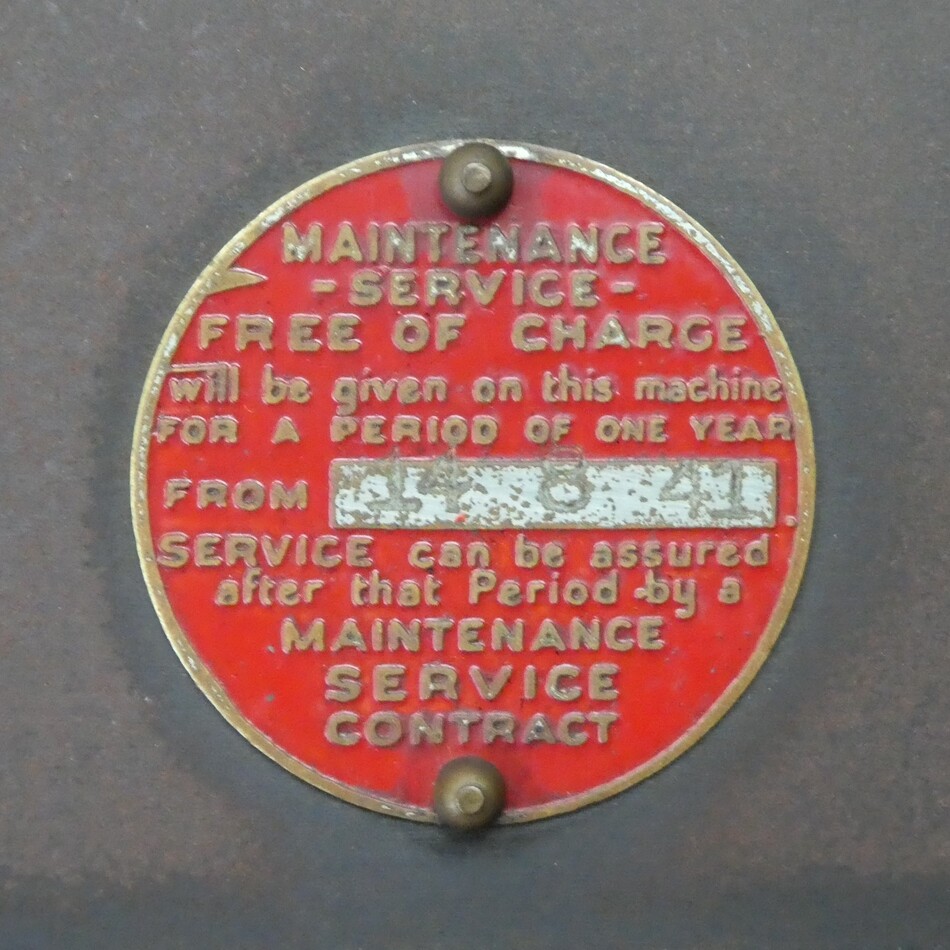 MAINTENANCE
-SERVICE-
FREE OF CHARGE
will be given on this machine
FOR A PERIOD OF ONE YEAR
FROM 14 8 41
SERVICE can be assured
after that Period by a
MAINTENANCE
SERVICE
CONTRACT